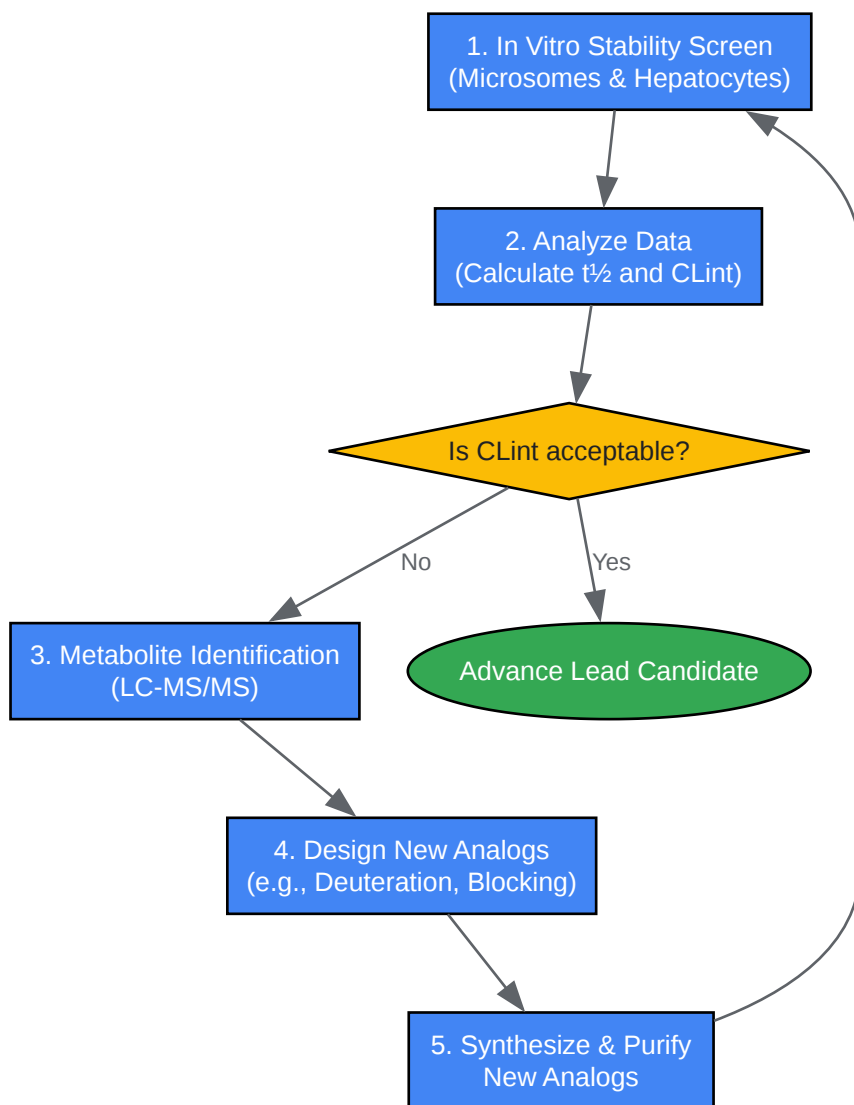 1. In Vitro Stability Screen
(Microsomes & Hepatocytes)
2. Analyze Data
(Calculate t½ and CLint)
Is CLint acceptable?
No
Yes
3. Metabolite Identification
(LC-MS/MS)
Advance Lead Candidate
4. Design New Analogs
(e.g., Deuteration, Blocking)
5. Synthesize & Purify
New Analogs